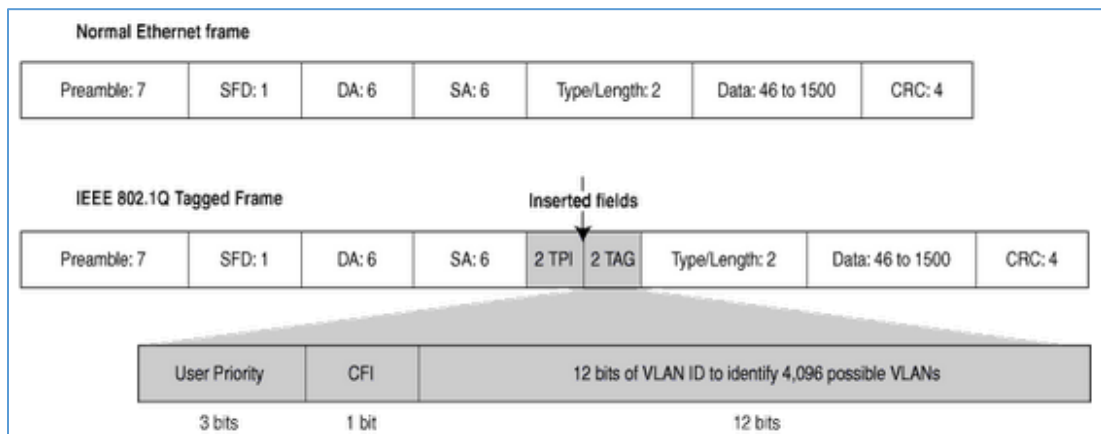 Normal Ethernet frame
Preamble: 7 SFD: 1 DA: 6 SA: 6 Type/Length: 2 Data: 46 to 1500 CRC: 4
IEEE 802.1Q Tagged Frame Inserted fields
Preamble: 7 SFD: 1 DA: 6 SA: 6 2 TPI 2 TAG Type/Length: 2 Data: 46 to 1500 CRC: 4
User Priority CFI 12 bits of VLAN ID to identify 4,096 possible VLANs
3 bits 1 bit 12 bits